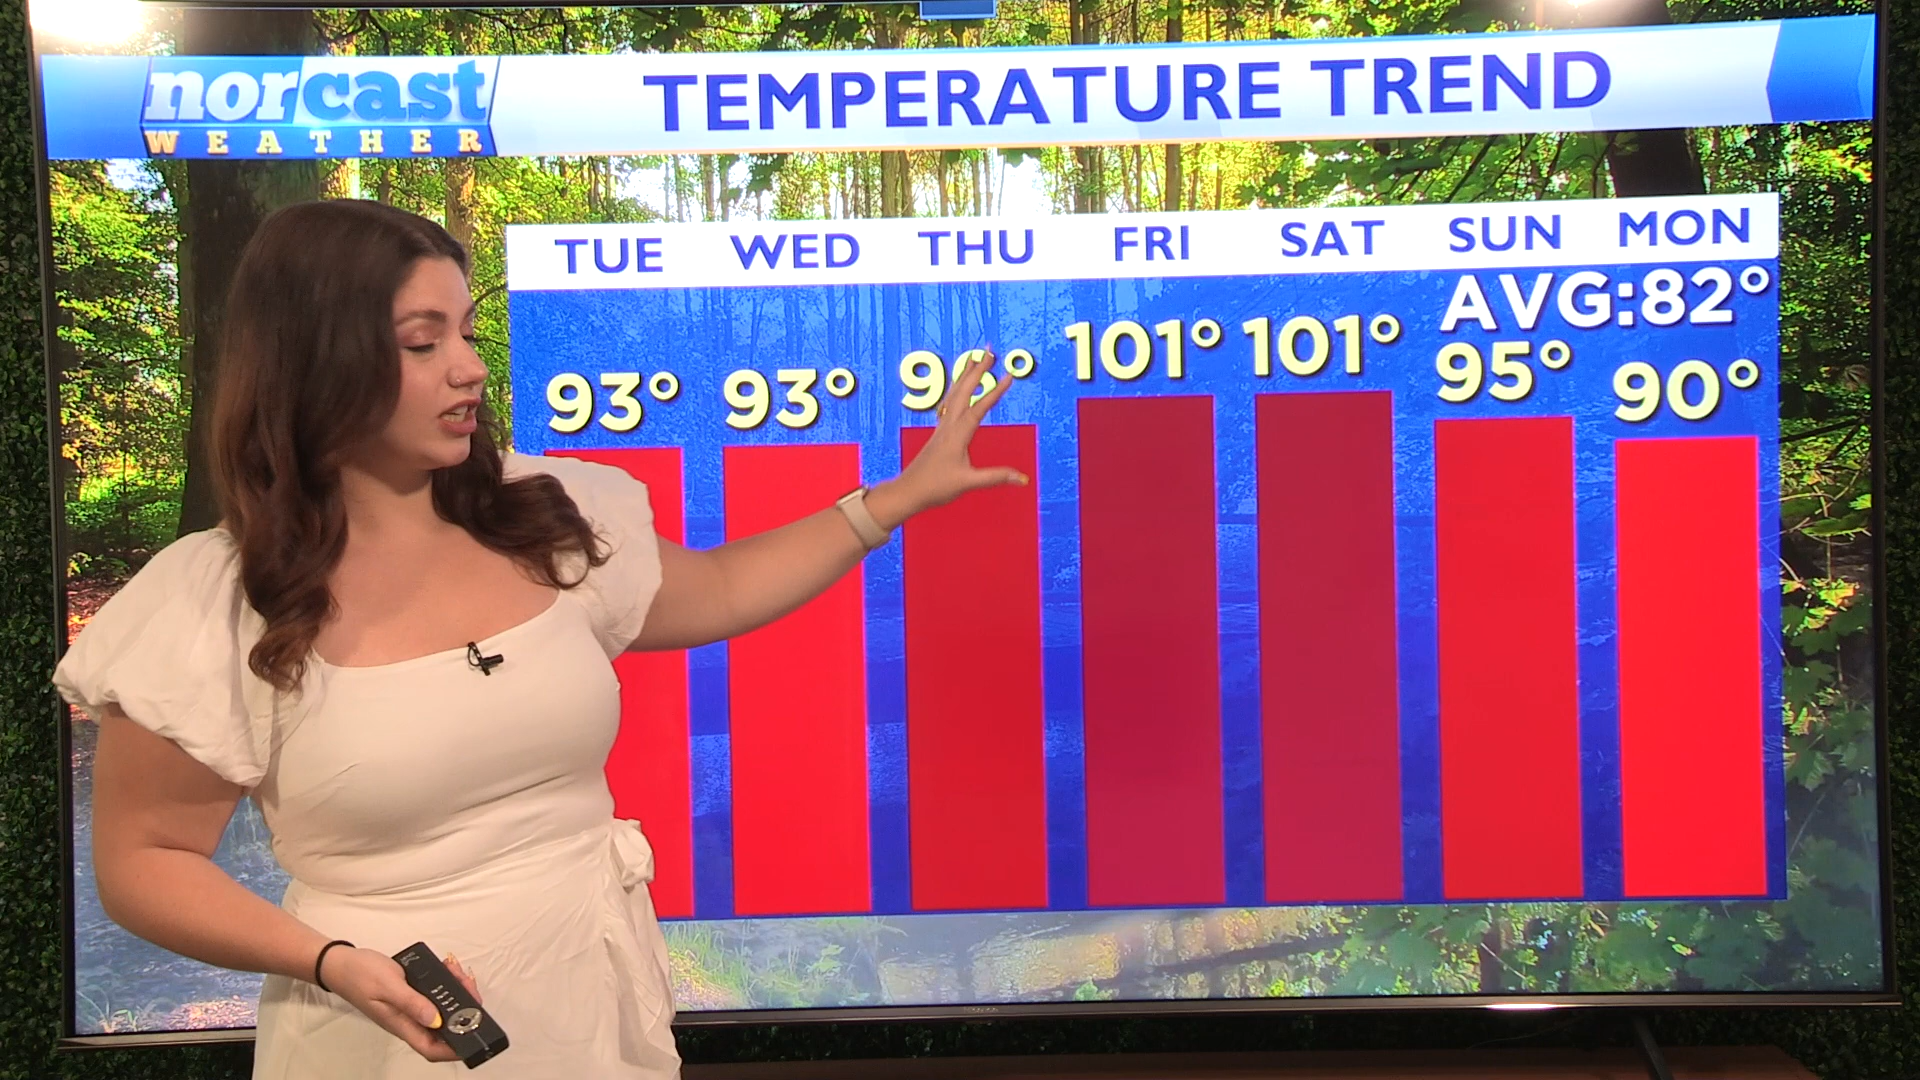 norcast
WEATHER
TEMPERATURE TREND
TUE WED THU FRI SAT SUN MON
AVG:82°
93° 93° 101° 101° 95° 90°